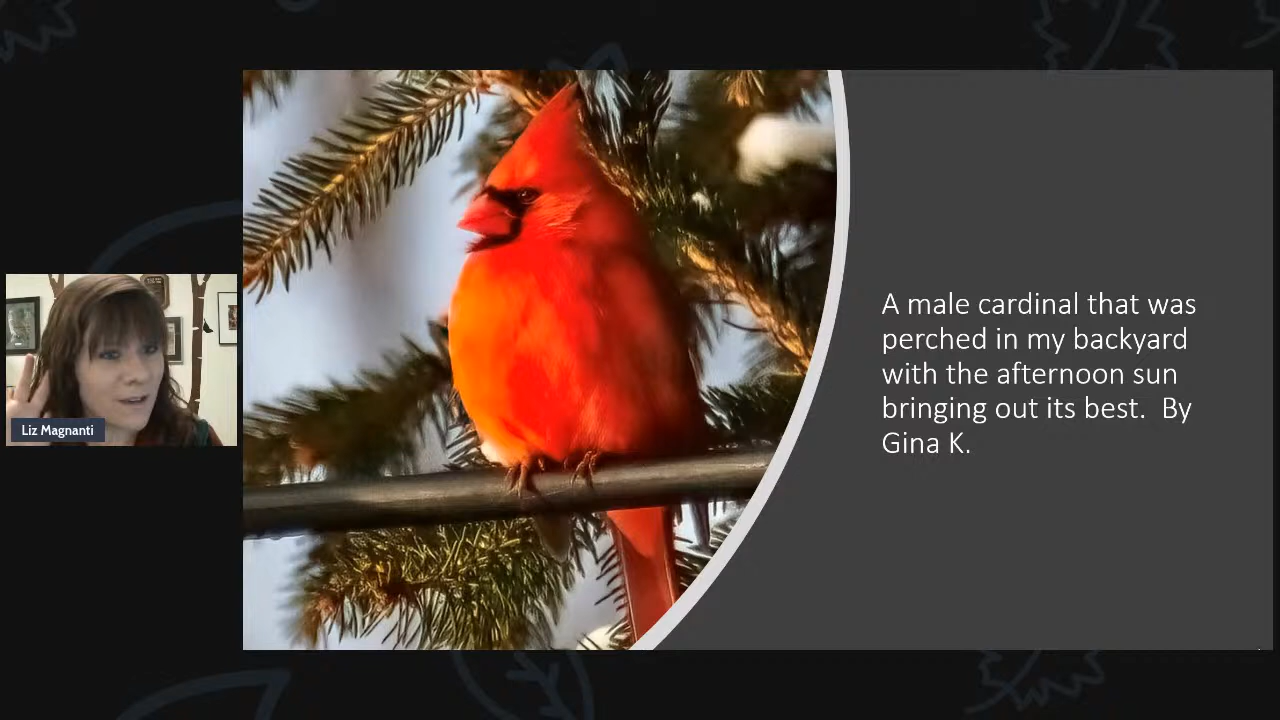 Liz Magnanti
A male cardinal that was
perched in my backyard
with the afternoon sun
bringing out its best.  By
Gina K.